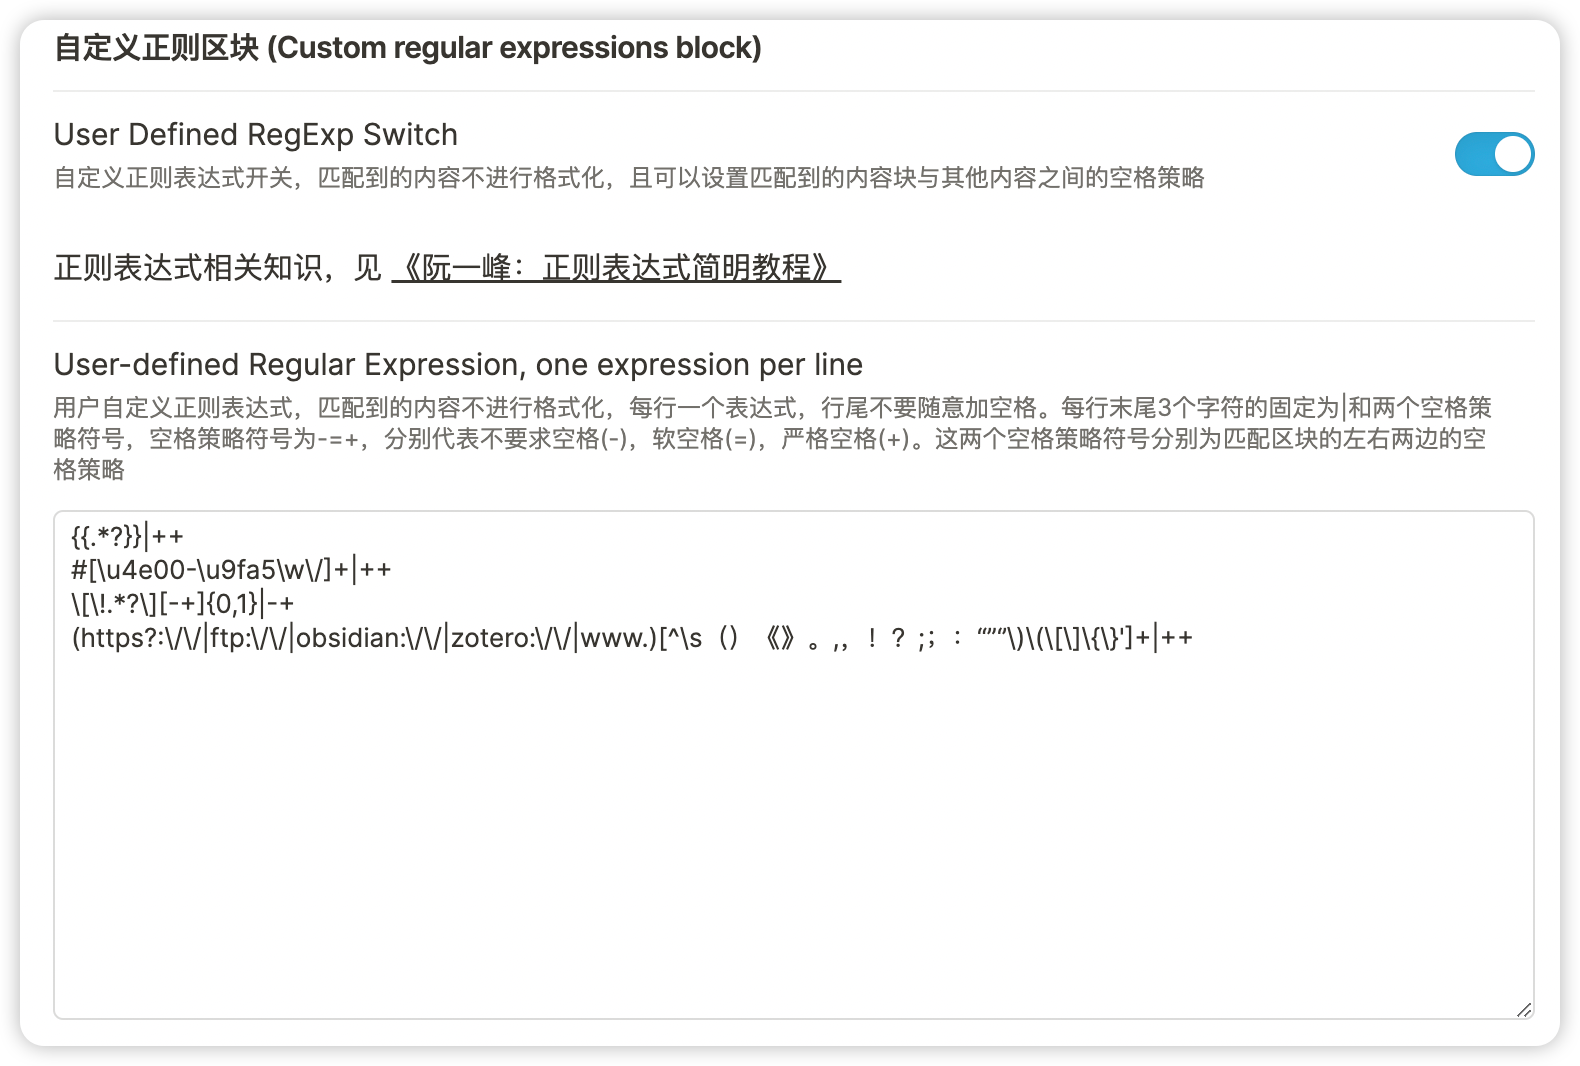 自定义正则区块 (Custom regular expressions block)
User Defined RegExp Switch
自定义正则表达式开关，匹配到的内容不进行格式化，且可以设置匹配到的内容块与其他内容之间的空格策略
正则表达式相关知识，见 《阮一峰：正则表达式简明教程》
User-defined Regular Expression, one expression per line
用户自定义正则表达式，匹配到的内容不进行格式化，每行一个表达式，行尾不要随意加空格。每行末尾3个字符的固定为|和两个空格策
略符号，空格策略符号为-=+，分别代表不要求空格(-)，软空格(=)，严格空格(+)。这两个空格策略符号分别为匹配区块的左右两边的空
格策略
{{.*?}}|++
#[\u4e00-\u9fa5\w\/]+|++
\[\!.*?\][-+]{0,1}|-+
(https?:\/\/|ftp:\/\/|obsidian:\/\/|zotero:\/\/|www.)[^\s（）《》。,，！？;；：“”“\)\(\[\]\{\}']+|++